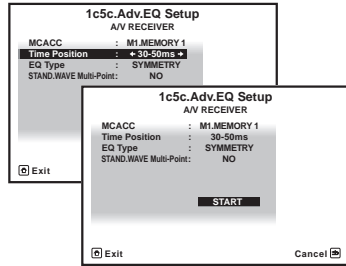 1c5c.Adv.EQ Setup
A/V RECEIVER
MCACC : M1.MEMORY 1
Time Position : 30-50ms
EQ Type : SYMMETRY
STAND.WAVE Multi-Point : NO
Exit
1c5c.Adv.EQ Setup
A/V RECEIVER
MCACC : M1.MEMORY 1
Time Position : 30-50ms
EQ Type : SYMMETRY
STAND.WAVE Multi-Point : NO
START
Exit
Cancel